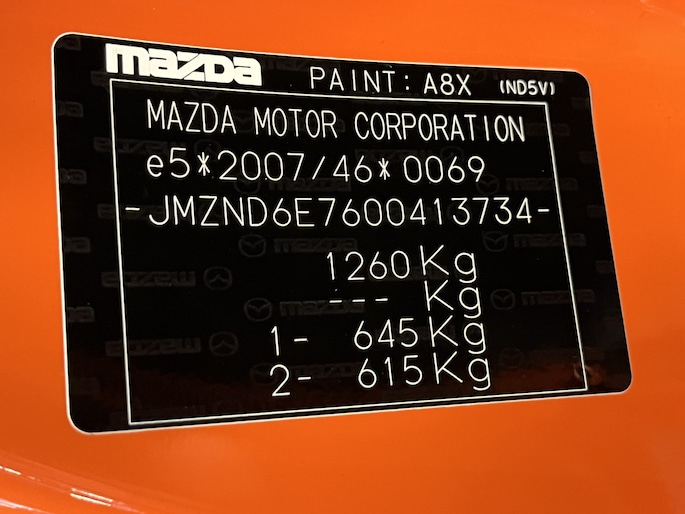 mazda PAINT: A8X (ND5V)
MAZDA MOTOR CORPORATION
e5*2007/46*0069
-JMZND6E7600413734-
1260Kg
--- Kg
1- 645Kg
2- 615Kg